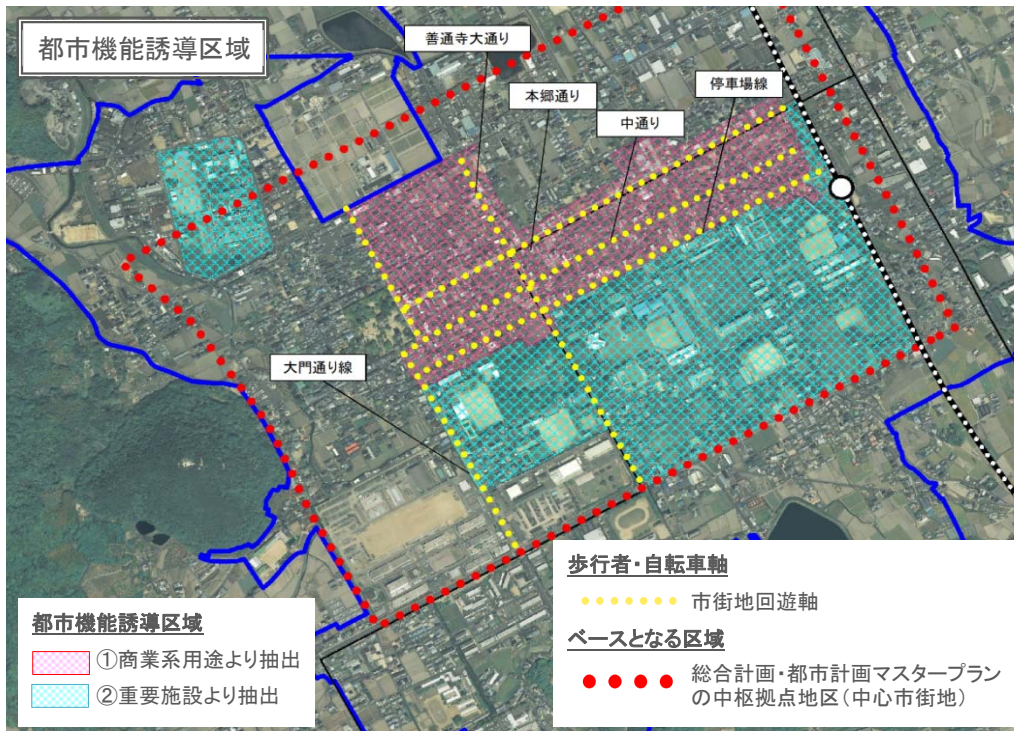 都市機能誘導区域
善通寺大通り
本郷通り
停車場線
中通り
大門通り線
都市機能誘導区域
①商業系用途より抽出
②重要施設より抽出
歩行者・自転車軸
市街地回遊軸
ベースとなる区域
総合計画・都市計画マスタープラン
の中枢拠点地区(中心市街地)